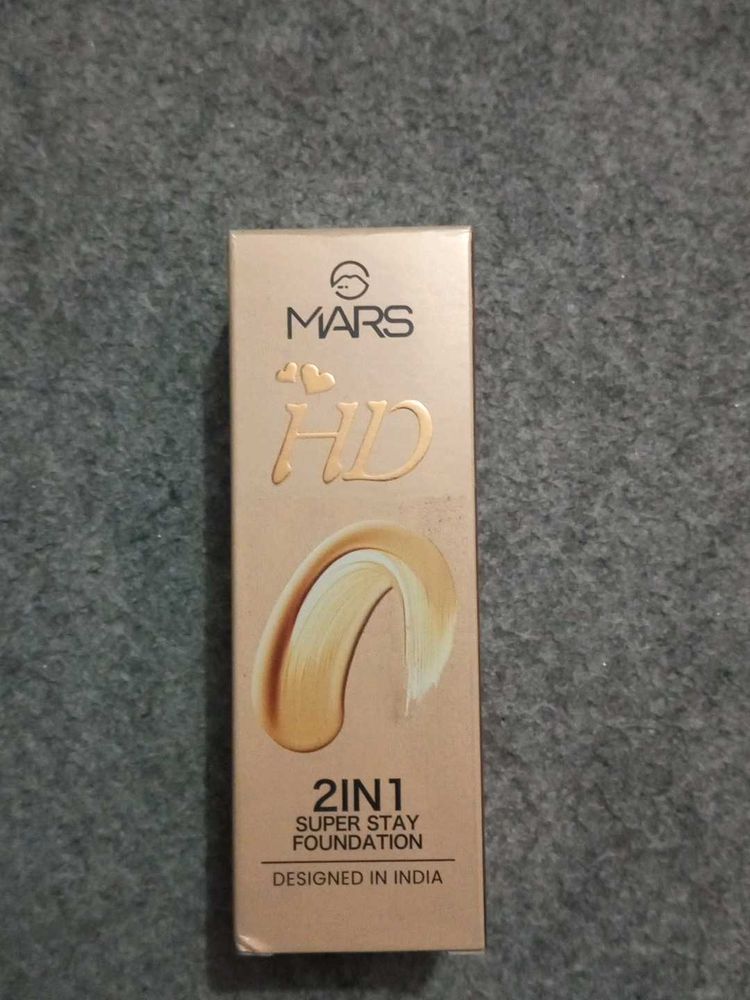 MARS
HD
2IN1
SUPER STAY
FOUNDATION
DESIGNED IN INDIA